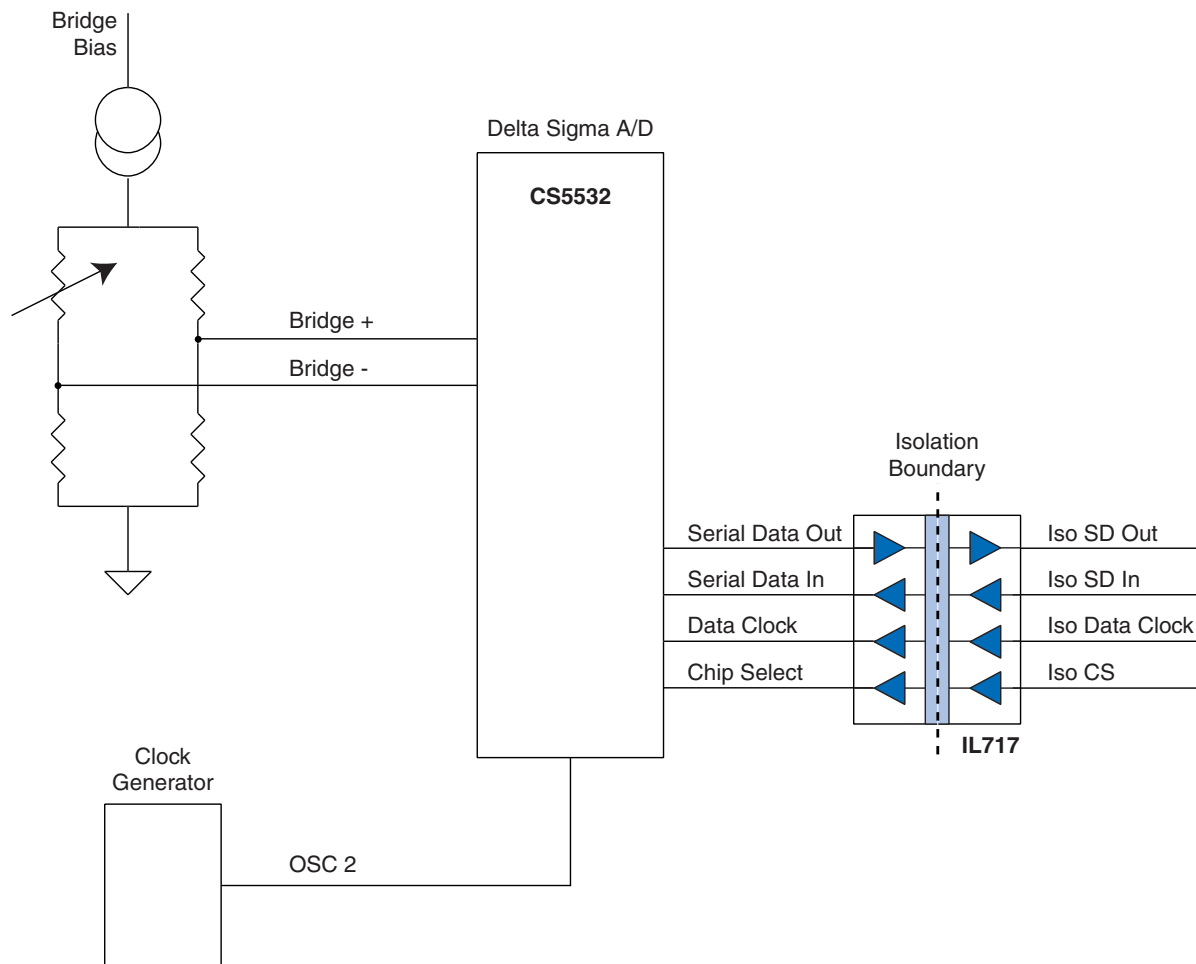 Bridge
Bias
Delta Sigma A/D
CS5532
Bridge +
Bridge -
Isolation
Boundary
Serial Data Out
Iso SD Out
Serial Data In
Iso SD In
Data Clock
Iso Data Clock
Chip Select
Iso CS
IL717
Clock
Generator
OSC 2